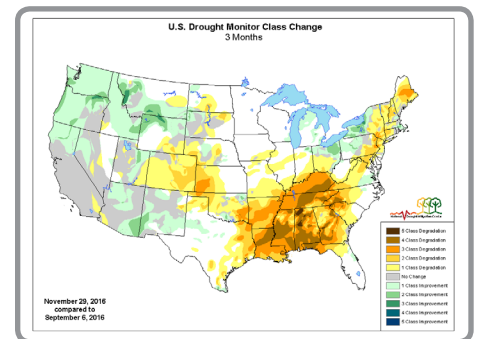 U.S. Drought Monitor Class Change
3 Months
5 Class Degradation
4 Class Degradation
3 Class Degradation
2 Class Degradation
1 Class Degradation
No Change
1 Class Improvement
2 Class Improvement
3 Class Improvement
4 Class Improvement
5 Class Improvement
November 29, 2016
compared to
September 6, 2016